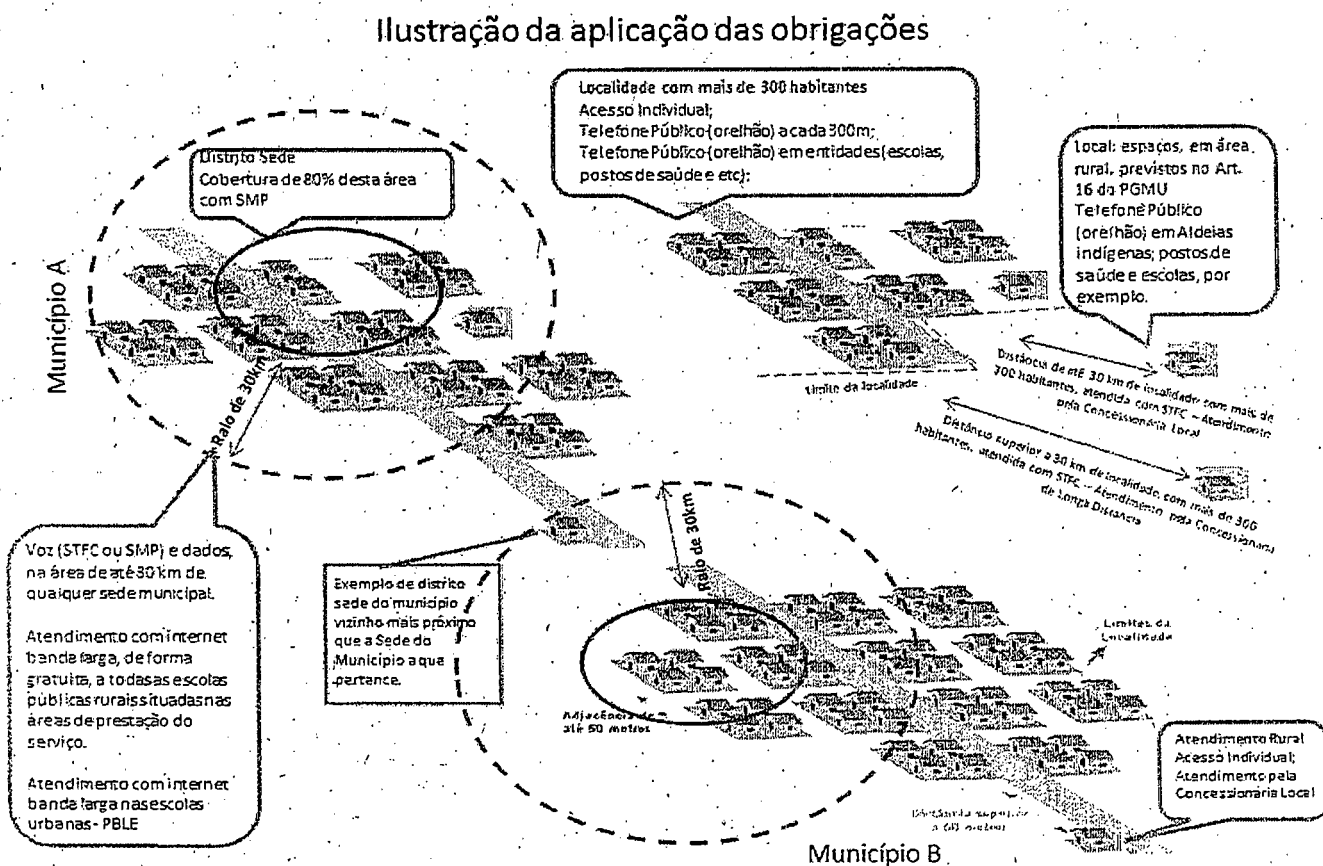 Ilustração da aplicação das obrigações
Localidade com mais de 300 habitantes
Acesso Individual;
Telefone Público (orelhão) a cada 300m;
Telefone Público (orelhão) em entidades (escolas,
postos de saúde e etc);
Distrito Sede
Cobertura de 80% desta área
com SMP
local: espaços, em área
rural, previstos no Art.
16 do PGMU
Telefone Público
(orelhão) em Aldeias
indígenas; postos de
saúde e escolas, por
exemplo.
Município A
Raio de 30km
Limite da localidade
Distância de até 30 km de localidade com mais de
300 habitantes, atendida com STFC – Atendimento
pela Concessionária Local
Distância superior a 30 km de localidade, com mais de 300
habitantes, atendida com STFC – Atendimento pela Concessionária
de Longa Distância
Voz (STFC ou SMP) e dados,
na área de até 30 km de
qualquer sede municipal.
Atendimento com internet
banda larga, de forma
gratuita, a todas as escolas
públicas rurais situadas nas
áreas de prestação do
serviço.
Atendimento com internet
banda larga nas escolas
urbanas - PBLE
Exemplo de distrito
sede do município
vizinho mais próximo
que a Sede do
Município a que
pertance.
Raio de 30km
Limites da
Localidade
Adjacência de
até 50 metros
Distância superior
a 50 metros
Atendimento Rural
Acesso Individual;
Atendimento pela
Concessionária Local
Município B